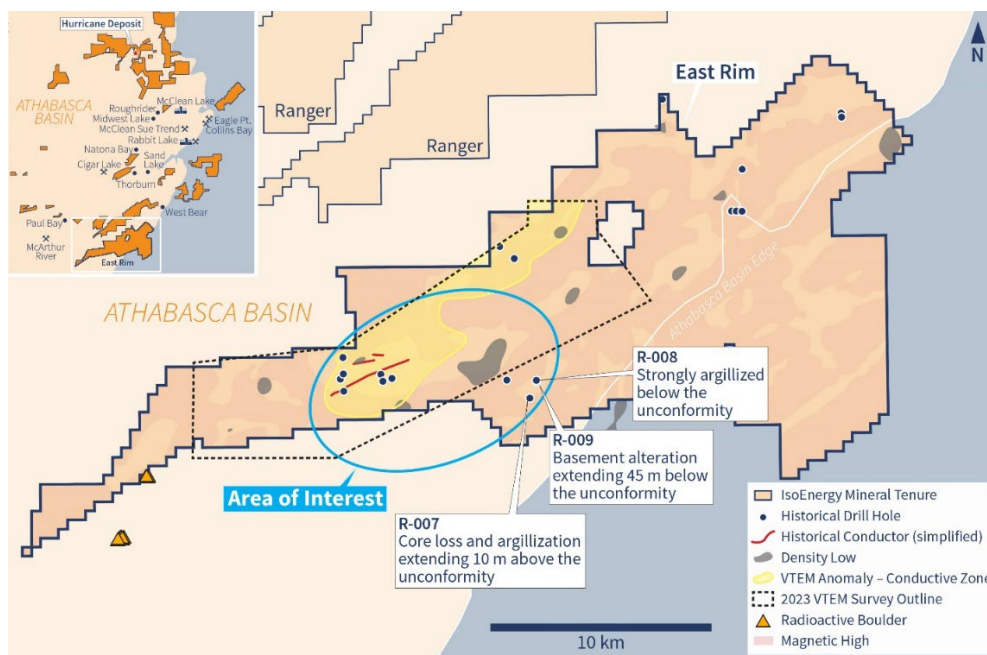 Hurricane Deposit
ATHABASCA
BASIN
Roughrider
McClean Lake
Midwest Lake
McClean Sue Trend
Eagle Pt.
Collins Bay
Rabbit Lake
Natona Bay
Sand
Lake
Cigar Lake
Thorburn
West Bear
Paul Bay
McArthur
River
East Rim
Ranger
Ranger
East Rim
N
ATHABASCA BASIN
Athabasco Basin Edge
R-008
Strongly argillized
below the
unconformity
R-009
Basement alteration
extending 45 m below
the unconformity
Area of Interest
R-007
Core loss and argillization
extending 10 m above the
unconformity
IsoEnergy Mineral Tenure
Historical Drill Hole
Historical Conductor (simplified)
Density Low
VTEM Anomaly – Conductive Zone
2023 VTEM Survey Outline
Radioactive Boulder
Magnetic High
10 km